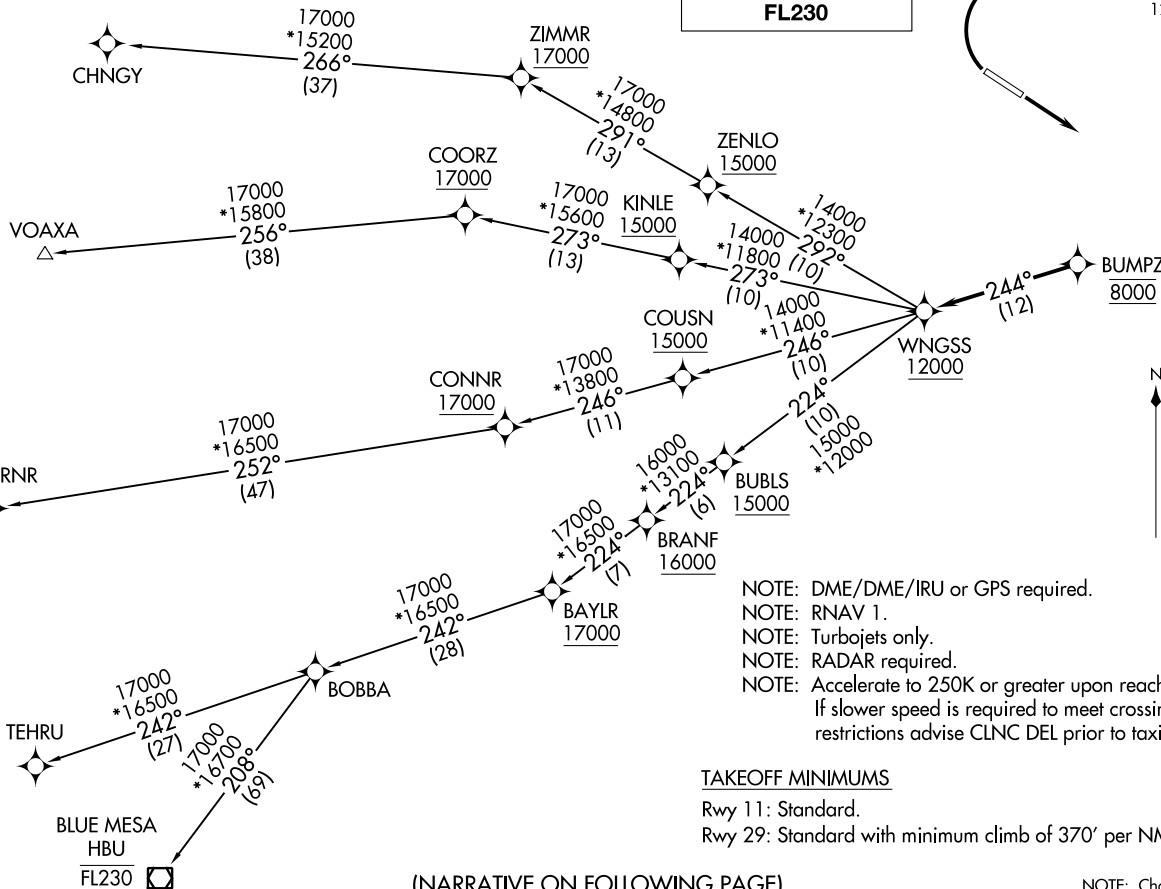 FL230
17000
*15200
266°
(37)
CHNGY
ZIMMR
17000
17000
*14800
291°
(13)
ZENLO
15000
COORZ
17000
17000
*15800
256°
(38)
VOAXA
17000
*15600
273°
(13)
KINLE
15000
14000
*12300
292°
(10)
14000
*11800
273°
(10)
BUMPZ
8000
244°
(12)
WNGSS
12000
14000
*11400
246°
(10)
COUSN
15000
17000
*13800
246°
(11)
CONNR
17000
17000
*16500
252°
(47)
RNR
N
224°
(10)
15000
*12000
BUBLS
15000
16000
*13100
224°
(6)
BRANF
16000
17000
*16500
224°
(7)
BAYLR
17000
17000
*16500
242°
(28)
BOBBA
17000
*16500
242°
(27)
TEHRU
17000
*16700
208°
(69)
BLUE MESA
HBU
FL230
NOTE: DME/DME/IRU or GPS required.
NOTE: RNAV 1.
NOTE: Turbojets only.
NOTE: RADAR required.
NOTE: Accelerate to 250K or greater upon reach
If slower speed is required to meet crossin
restrictions advise CLNC DEL prior to taxi
TAKEOFF MINIMUMS
Rwy 11: Standard.
Rwy 29: Standard with minimum climb of 370' per NM
(NARRATIVE ON FOLLOWING PAGE)
NOTE: Cha